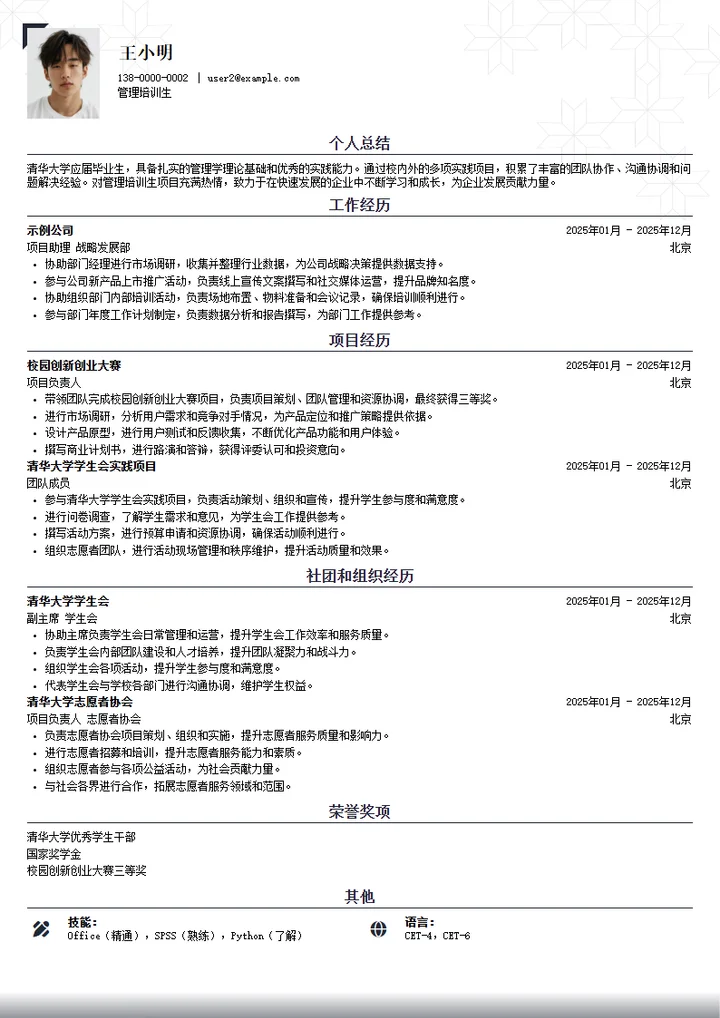 王小明
138-0000-0002 | user2@example.com
管理培训生
个人总结
清华大学应届毕业生，具备扎实的管理学理论基础和优秀的实践能力。通过校内外的多项实践项目，积累了丰富的团队协作、沟通协调和问
题解决经验。对管理培训生项目充满热情，致力于在快速发展的企业中不断学习和成长，为企业发展贡献力量。
工作经历
示例公司 2025年01月 - 2025年12月
项目助理 战略发展部 北京
• 协助部门经理进行市场调研，收集并整理行业数据，为公司战略决策提供数据支持。
• 参与公司新产品上市推广活动，负责线上宣传文案撰写和社交媒体运营，提升品牌知名度。
• 协助组织部门内部培训活动，负责场地布置、物料准备和会议记录，确保培训顺利进行。
• 参与部门年度工作计划制定，负责数据分析和报告撰写，为部门工作提供参考。
项目经历
校园创新创业大赛 2025年01月 - 2025年12月
项目负责人 北京
• 带领团队完成校园创新创业大赛项目，负责项目策划、团队管理和资源协调，最终获得三等奖。
• 进行市场调研，分析用户需求和竞争对手情况，为产品定位和推广策略提供依据。
• 设计产品原型，进行用户测试和反馈收集，不断优化产品功能和用户体验。
• 撰写商业计划书，进行路演和答辩，获得评委认可和投资意向。
清华大学学生会实践项目 2025年01月 - 2025年12月
团队成员 北京
• 参与清华大学学生会实践项目，负责活动策划、组织和宣传，提升学生参与度和满意度。
• 进行问卷调查，了解学生需求和意见，为学生会工作提供参考。
• 撰写活动方案，进行预算申请和资源协调，确保活动顺利进行。
• 组织志愿者团队，进行活动现场管理和秩序维护，提升活动质量和效果。
社团和组织经历
清华大学学生会 2025年01月 - 2025年12月
副主席 学生会 北京
• 协助主席负责学生会日常管理和运营，提升学生会工作效率和服务质量。
• 负责学生会内部团队建设和人才培养，提升团队凝聚力和战斗力。
• 组织学生会各项活动，提升学生参与度和满意度。
• 代表学生会与学校各部门进行沟通协调，维护学生权益。
清华大学志愿者协会 2025年01月 - 2025年12月
项目负责人 志愿者协会 北京
• 负责志愿者协会项目策划、组织和实施，提升志愿者服务质量和影响力。
• 进行志愿者招募和培训，提升志愿者服务能力和素质。
• 组织志愿者参与各项公益活动，为社会贡献力量。
• 与社会各界进行合作，拓展志愿者服务领域和范围。
荣誉奖项
清华大学优秀学生干部
国家奖学金
校园创新创业大赛三等奖
其他
技能： 语言：
Office（精通），SPSS（熟练），Python（了解） CET-4，CET-6